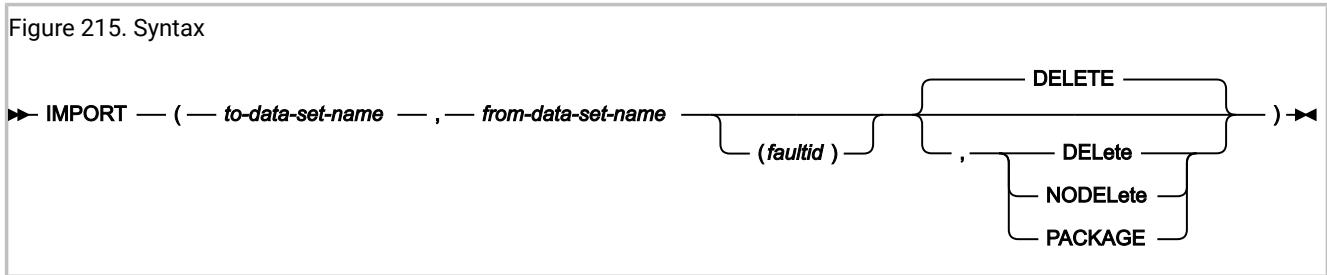 Figure 215. Syntax
DELETE
IMPORT ( to-data-set-name , from-data-set-name ) 
(faultid ) , DELete
NODELete
PACKAGE